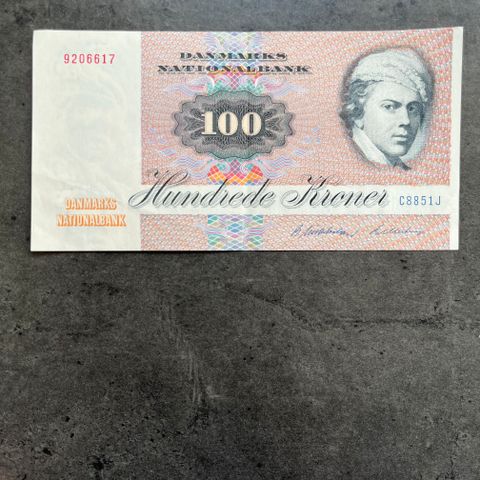 9206617
DANMARKS
NATIONALBANK
100
Hundrede Kroner
C8851J
DANMARKS
NATIONALBANK